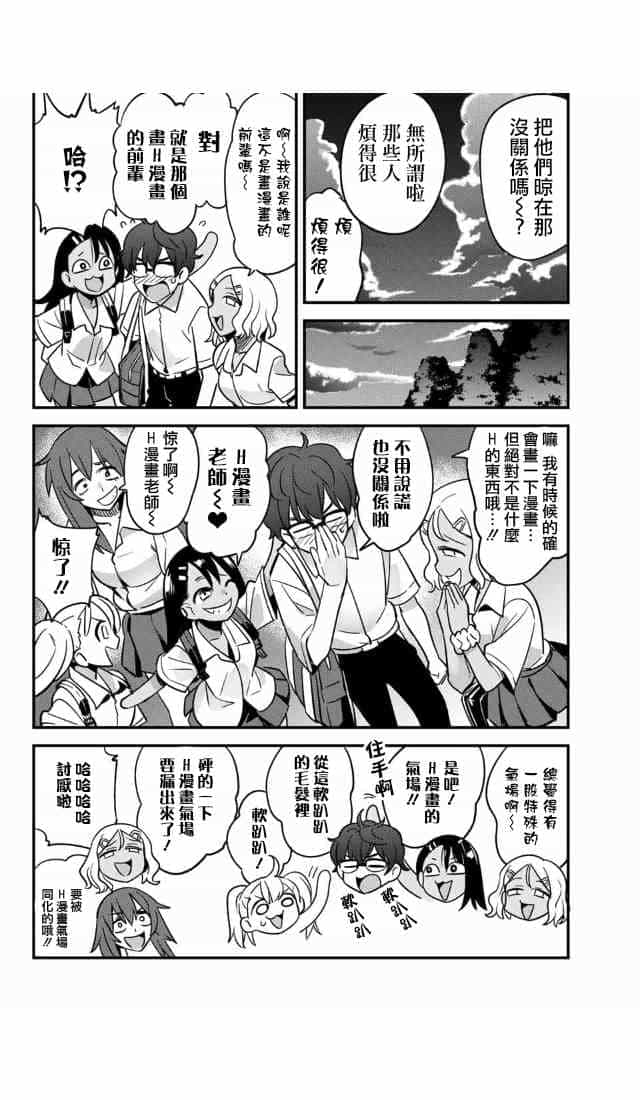 把他們晾在那
沒關係嗎～?
無所謂啦
那些人
煩得很
煩
煩得很!
啊～我說是誰呢
這不是畫漫畫的
前輩嗎～
對
就是那個
畫H漫畫
的前輩
哈!?
嘛 我有時候的確
會畫一下漫畫…
但絕對不是什麼
H的東西哦…!!
不用說謊
也沒關係啦
H漫畫
老師～♥
惊了啊～
H漫畫老師～
惊了!!
總覺得有
一股特殊的
氣場啊～
是吧!
H漫畫的
氣場!!
住手啊
從這軟趴趴
的毛髮裡
軟趴趴
軟趴趴
軟趴趴!
砰的一下
H漫畫氣場
要漏出來了!
哈哈哈哈
討厭啦
要被
H漫畫氣場
同化的哦!!